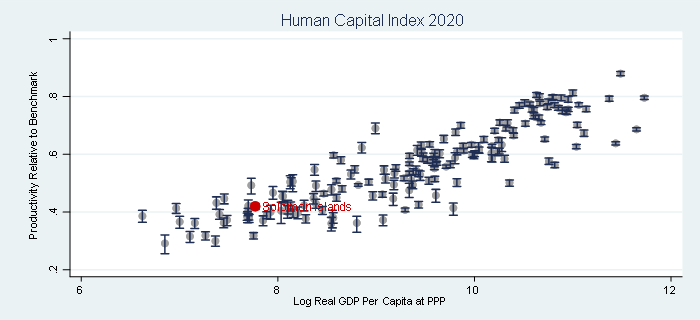 Human Capital Index 2020
Productivity Relative to Benchmark
1
.8
.6
.4
.2
Solomon Islands
6
8
10
12
Log Real GDP Per Capita at PPP